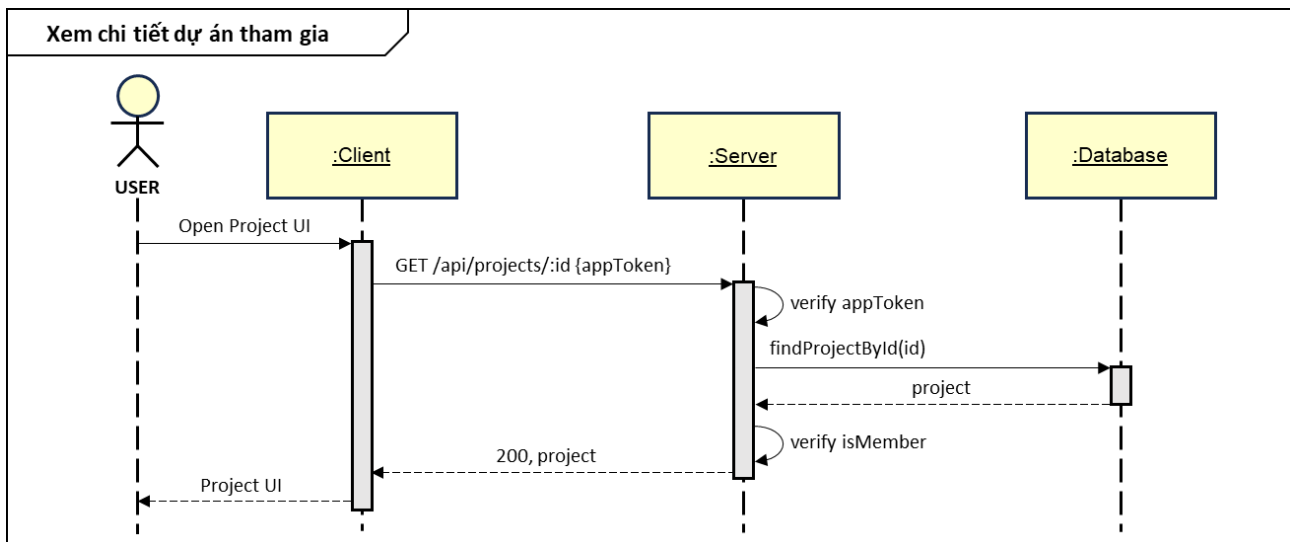 Xem chi tiết dự án tham gia
:Client
:Server
:Database
USER
Open Project UI
GET /api/projects/:id {appToken}
verify appToken
findProjectById(id)
project
verify isMember
200, project
Project UI